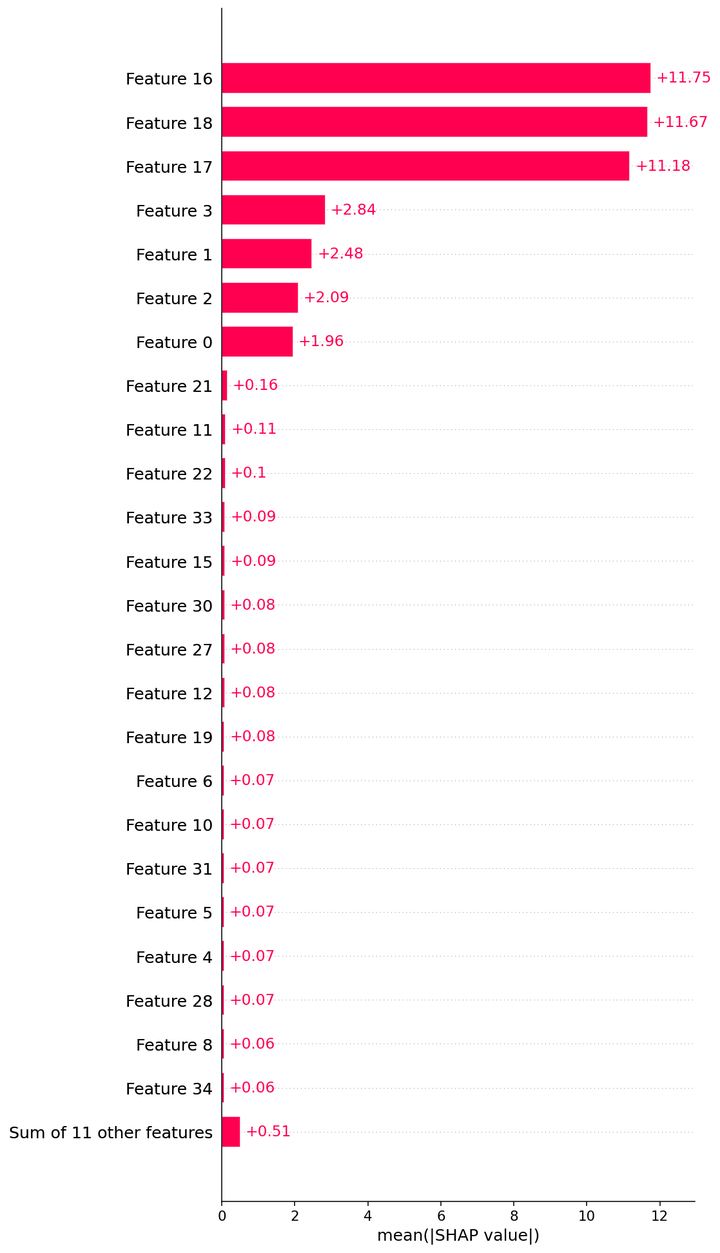 Feature 16 +11.75
Feature 18 +11.67
Feature 17 +11.18
Feature 3 +2.84
Feature 1 +2.48
Feature 2 +2.09
Feature 0 +1.96
Feature 21 +0.16
Feature 11 +0.11
Feature 22 +0.1
Feature 33 +0.09
Feature 15 +0.09
Feature 30 +0.08
Feature 27 +0.08
Feature 12 +0.08
Feature 19 +0.08
Feature 6 +0.07
Feature 10 +0.07
Feature 31 +0.07
Feature 5 +0.07
Feature 4 +0.07
Feature 28 +0.07
Feature 8 +0.06
Feature 34 +0.06
Sum of 11 other features +0.51
0 2 4 6 8 10 12
mean(|SHAP value|)